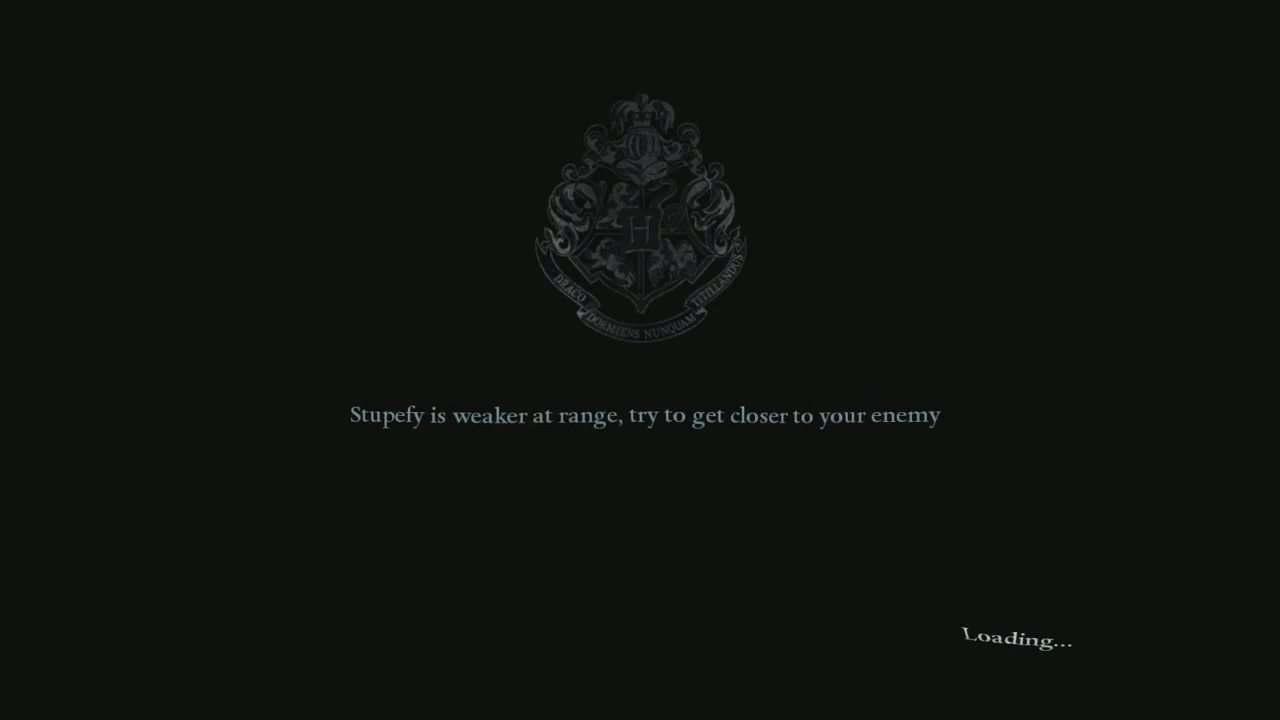 H
DRACO
DORMIENS NUNQUAM
TITILLANDUS
Stupefy is weaker at range, try to get closer to your enemy
Loading...